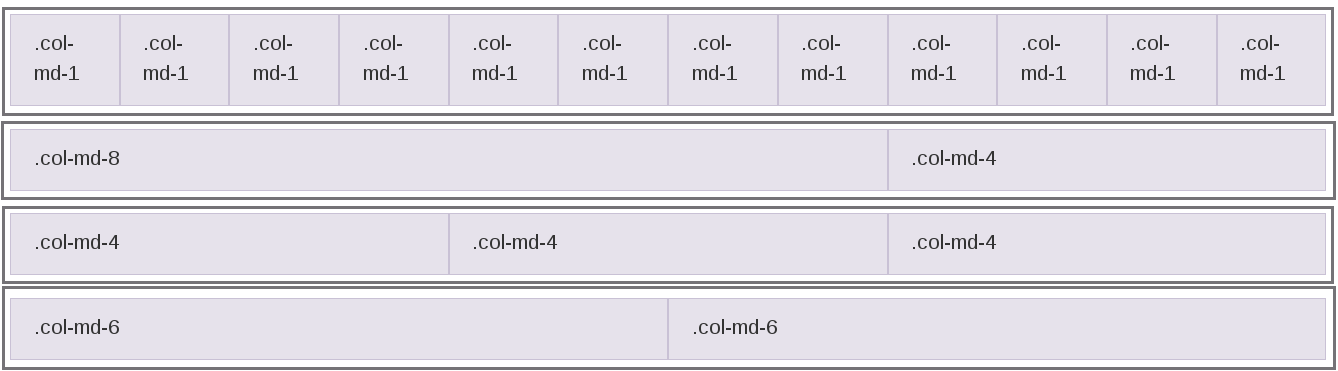 .col- .col- .col- .col- .col- .col- .col- .col- .col- .col- .col- .col-
md-1 md-1 md-1 md-1 md-1 md-1 md-1 md-1 md-1 md-1 md-1 md-1
.col-md-8 .col-md-4
.col-md-4 .col-md-4 .col-md-4
.col-md-6 .col-md-6